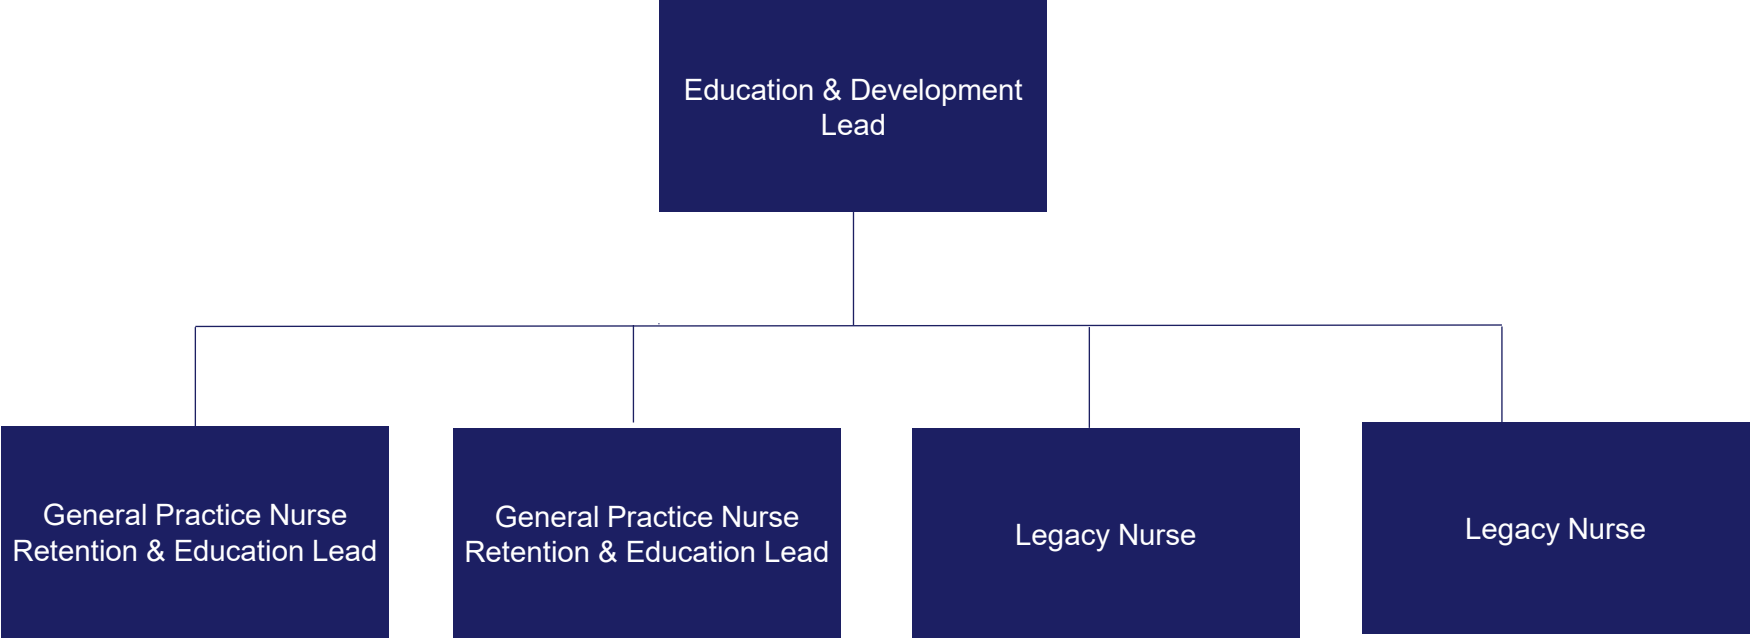 Education & Development
Lead
General Practice Nurse
Retention & Education Lead
General Practice Nurse
Retention & Education Lead
Legacy Nurse
Legacy Nurse